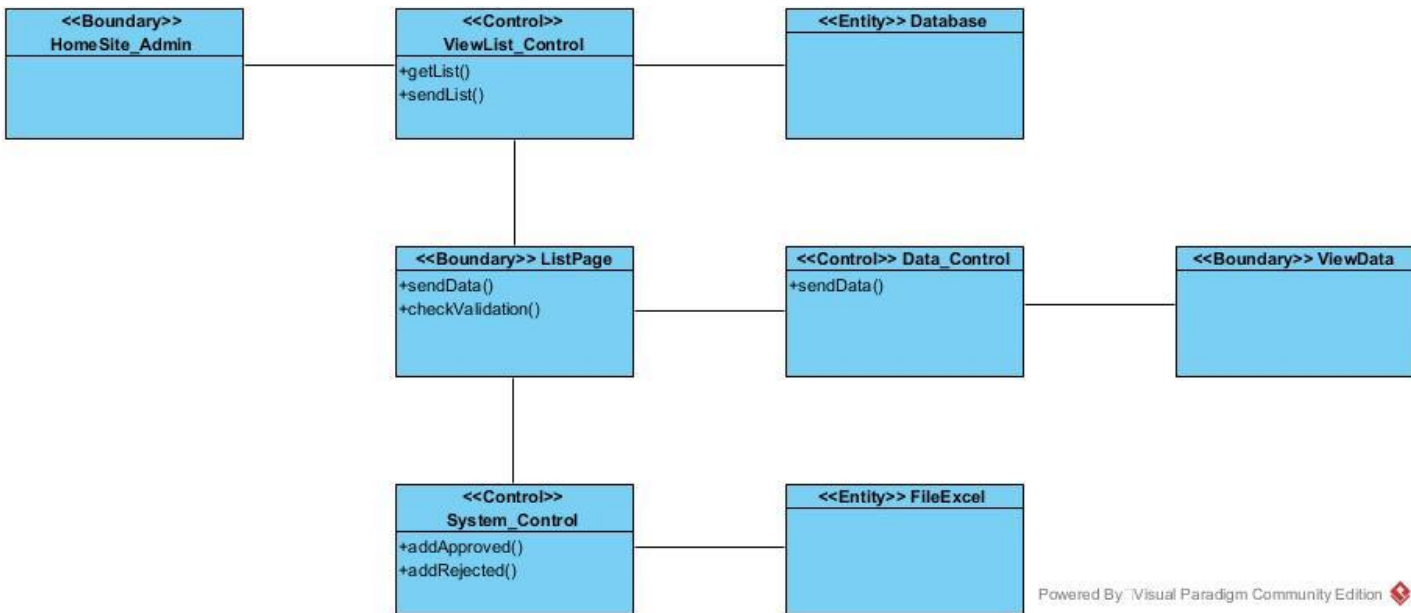 <<Boundary>>
HomeSite_Admin
<<Control>>
ViewList_Control
+getList()
+sendList()
<<Entity>> Database
<<Boundary>> ListPage
+sendData()
+checkValidation()
<<Control>> Data_Control
+sendData()
<<Boundary>> ViewData
<<Control>>
System_Control
+addApproved()
+addRejected()
<<Entity>> FileExcel
Powered By Visual Paradigm Community Edition